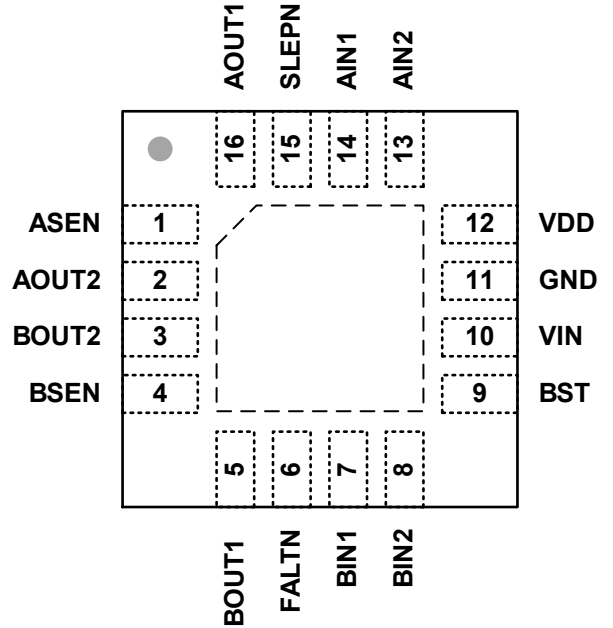 AOUT1 SLEPN AIN1 AIN2
16 15 14 13
ASEN 1 12 VDD
AOUT2 2 11 GND
BOUT2 3 10 VIN
BSEN 4 9 BST
5 6 7 8
BOUT1 FALTN BIN1 BIN2